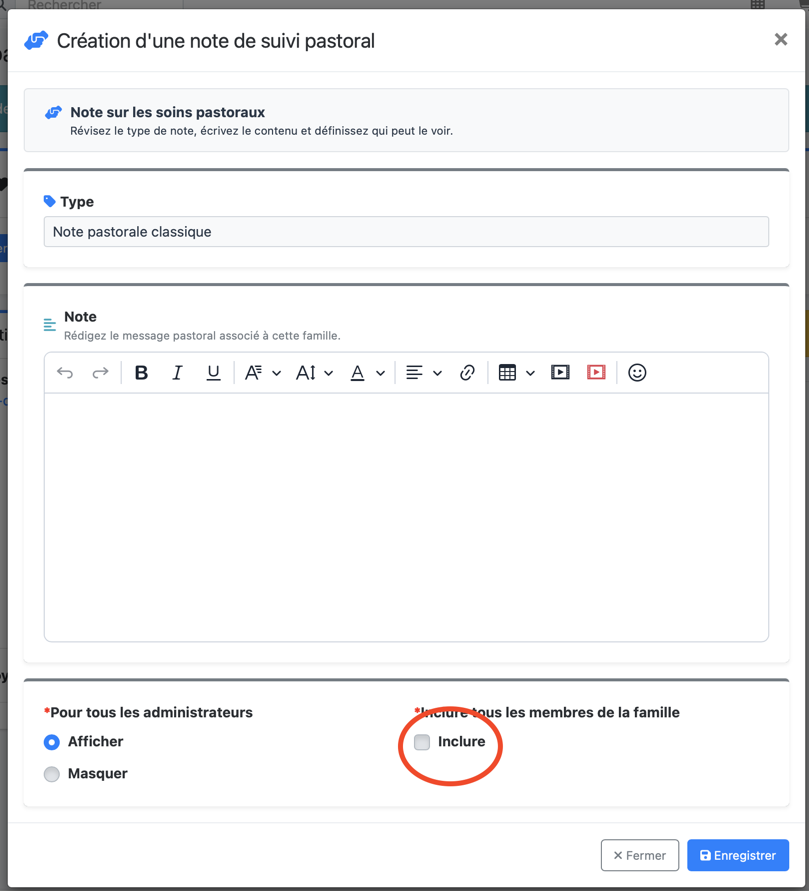 Rechercher
Création d'une note de suivi pastoral
Note sur les soins pastoraux
Révisez le type de note, écrivez le contenu et définissez qui peut le voir.
Type
Note pastorale classique
Note
Rédigez le message pastoral associé à cette famille.
*Pour tous les administrateurs
*Inclure tous les membres de la famille
Afficher
Inclure
Masquer
Fermer
Enregistrer